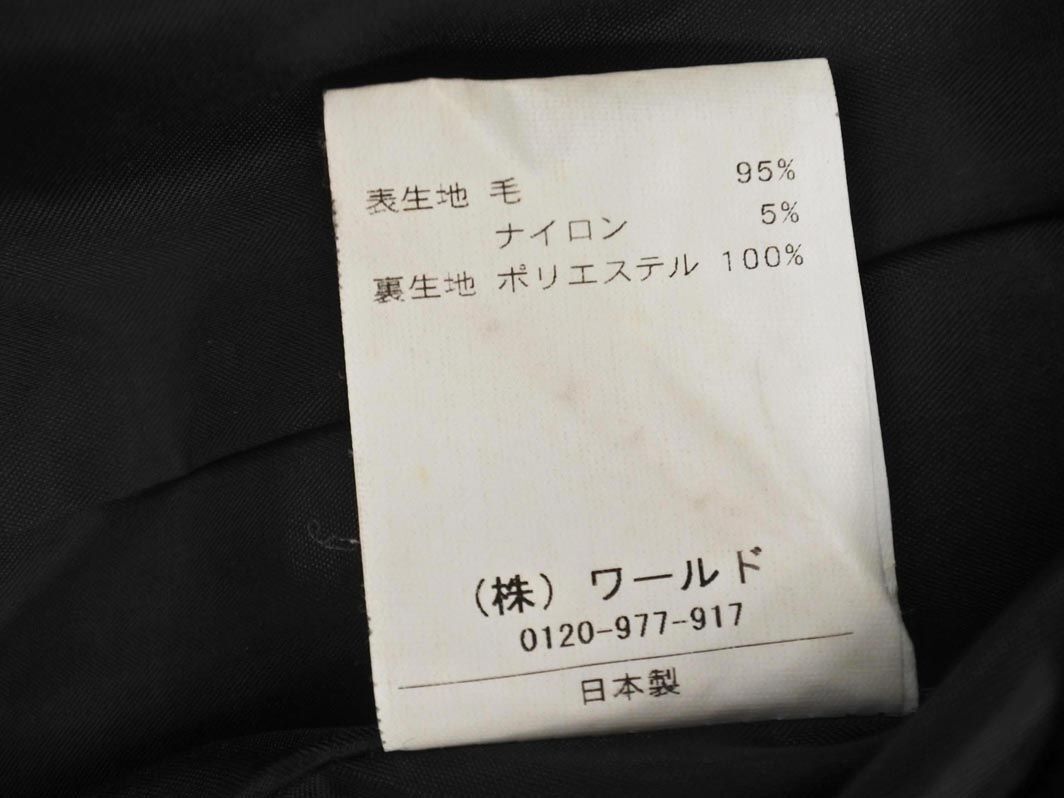 表生地 毛 95%
ナイロン 5%
裏生地 ポリエステル 100%
(株) ワールド
0120-977-917
日本製